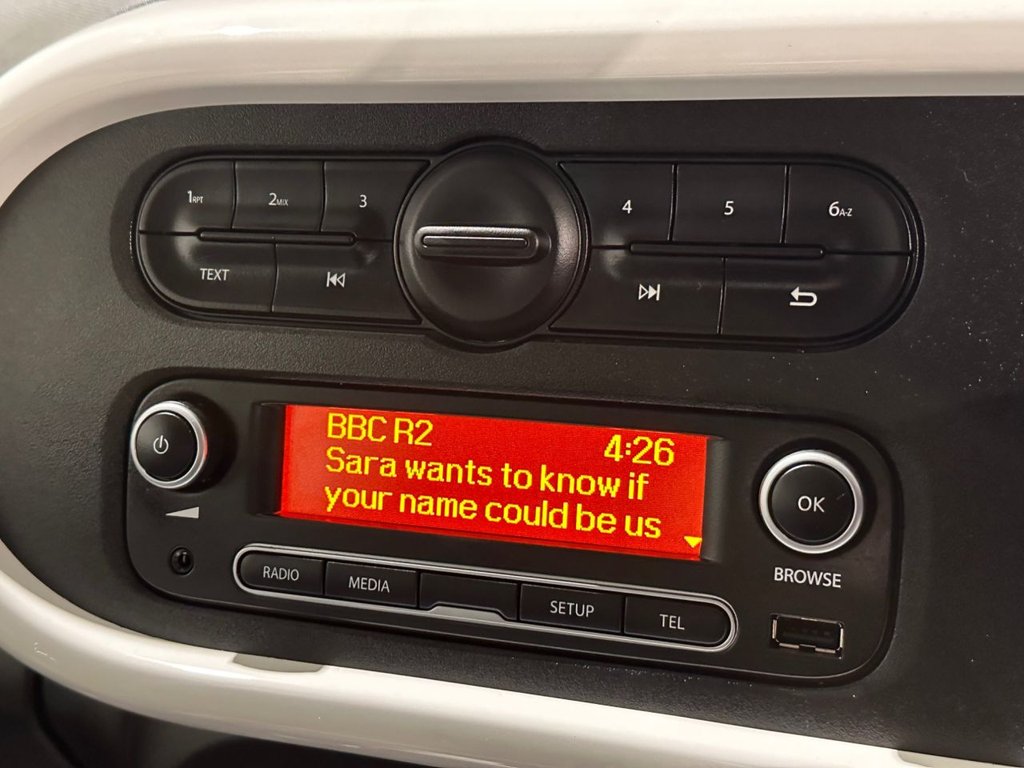 1RPT
2MIX
3
4
5
6A-Z
TEXT
BBC R2
4:26
Sara wants to know if
your name could be us
OK
BROWSE
RADIO
MEDIA
SETUP
TEL